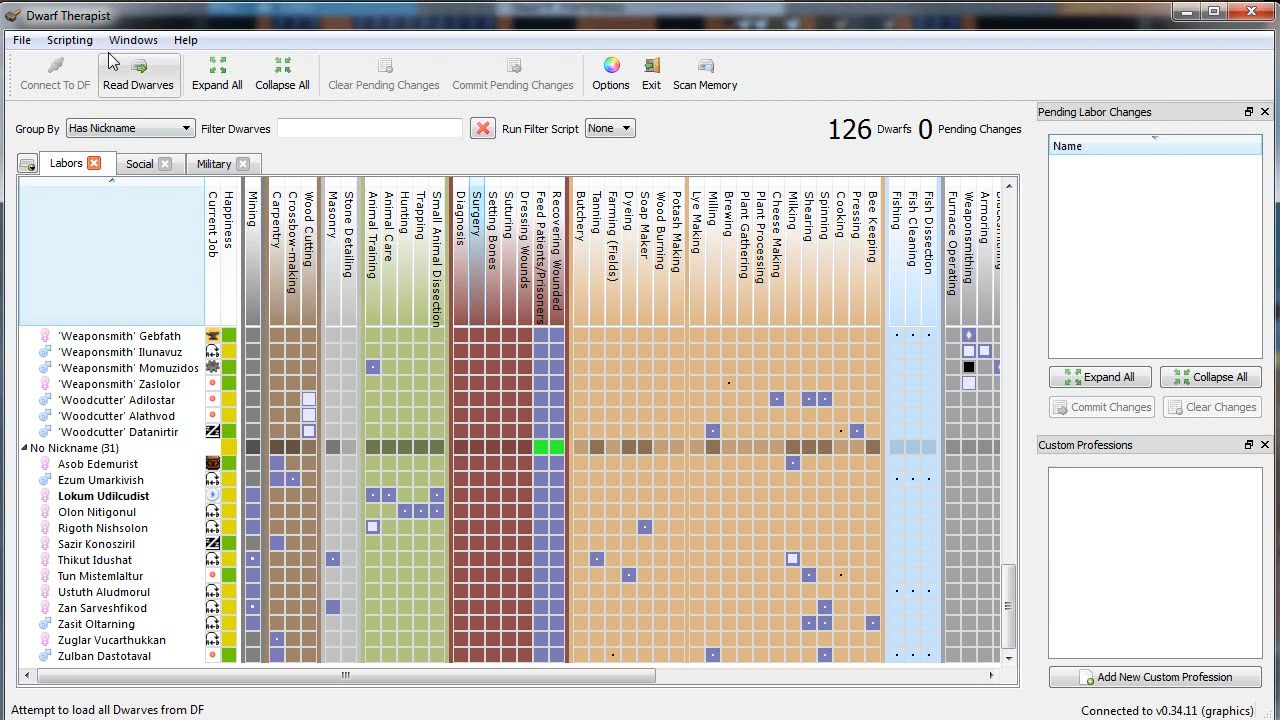 Dwarf Therapist
File Scripting Windows Help
Connect To DF Read Dwarves Expand All Collapse All Clear Pending Changes Commit Pending Changes Options Exit Scan Memory
Group By Has Nickname Filter Dwarves Run Filter Script None 126 Dwarfs 0 Pending Changes
Labors Social Military
Current Job
Happiness
Mining
Carpentry
Crossbow-making
Wood Cutting
Masonry
Stone Detailing
Animal Training
Animal Care
Hunting
Trapping
Small Animal Dissection
Diagnosis
Surgery
Setting Bones
Suturing
Dressing Wounds
Feed Patients/Prisoners
Recovering Wounded
Butchery
Tanning
Farming (Fields)
Dyeing
Soap Maker
Wood Burning
Potash Making
Lye Making
Milling
Brewing
Plant Gathering
Plant Processing
Cheese Making
Milking
Shearing
Spinning
Cooking
Pressing
Bee Keeping
Fishing
Fish Cleaning
Fish Dissection
Furnace Operating
Weaponsmithing
Armoring
'Weaponsmith' Gebfath
'Weaponsmith' Ilunavuz
'Weaponsmith' Momuzidos
'Weaponsmith' Zaslolor
'Woodcutter' Adilostar
'Woodcutter' Alathvod
'Woodcutter' Datanirtir
No Nickname (31)
Asob Edemurist
Ezum Umarkivish
Lokum Udilcudist
Olon Nitigonul
Rigoth Nishsolon
Sazir Konosziril
Thikut Idushat
Tun Mistemlaltur
Ustuth Aludmorul
Zan Sarveshfikod
Zasit Oltarning
Zuglar Vucarthukkan
Zulban Dastotaval
Pending Labor Changes
Name
Expand All Collapse All
Commit Changes Clear Changes
Custom Professions
Add New Custom Profession
Attempt to load all Dwarves from DF
Connected to v0.34.11 (graphics)